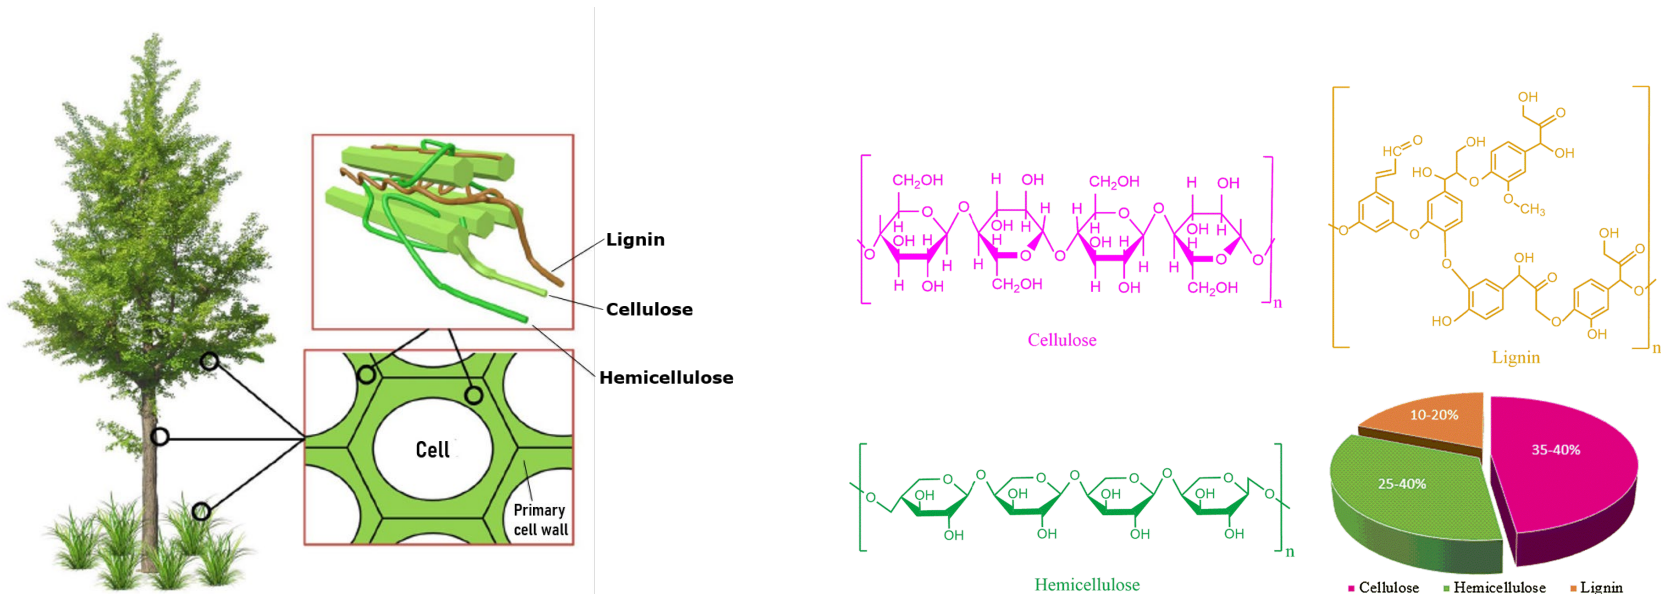 Lignin
Cellulose
Hemicellulose
Cell
Primary
cell wall
CH₂OH
H
OH
CH₂OH
H
OH
O
O
O
O
O
OH
H
H
H
H
OH
H
H
OH
H
H
H
OH
H
H
O
H
H
O
H
H
O
H
O
O
H
OH
CH₂OH
H
OH
CH₂OH
n
Cellulose
OH
O
HC
O
OH
OH
HO
O
O
CH₃
O
O
O
OH
O
OH
O
O
HO
O
OH
n
Lignin
O
O
O
O
O
O
O
O
O
OH
OH
OH
OH
OH
OH
OH
OH
n
Hemicellulose
10-20%
35-40%
25-40%
Cellulose Hemicellulose Lignin